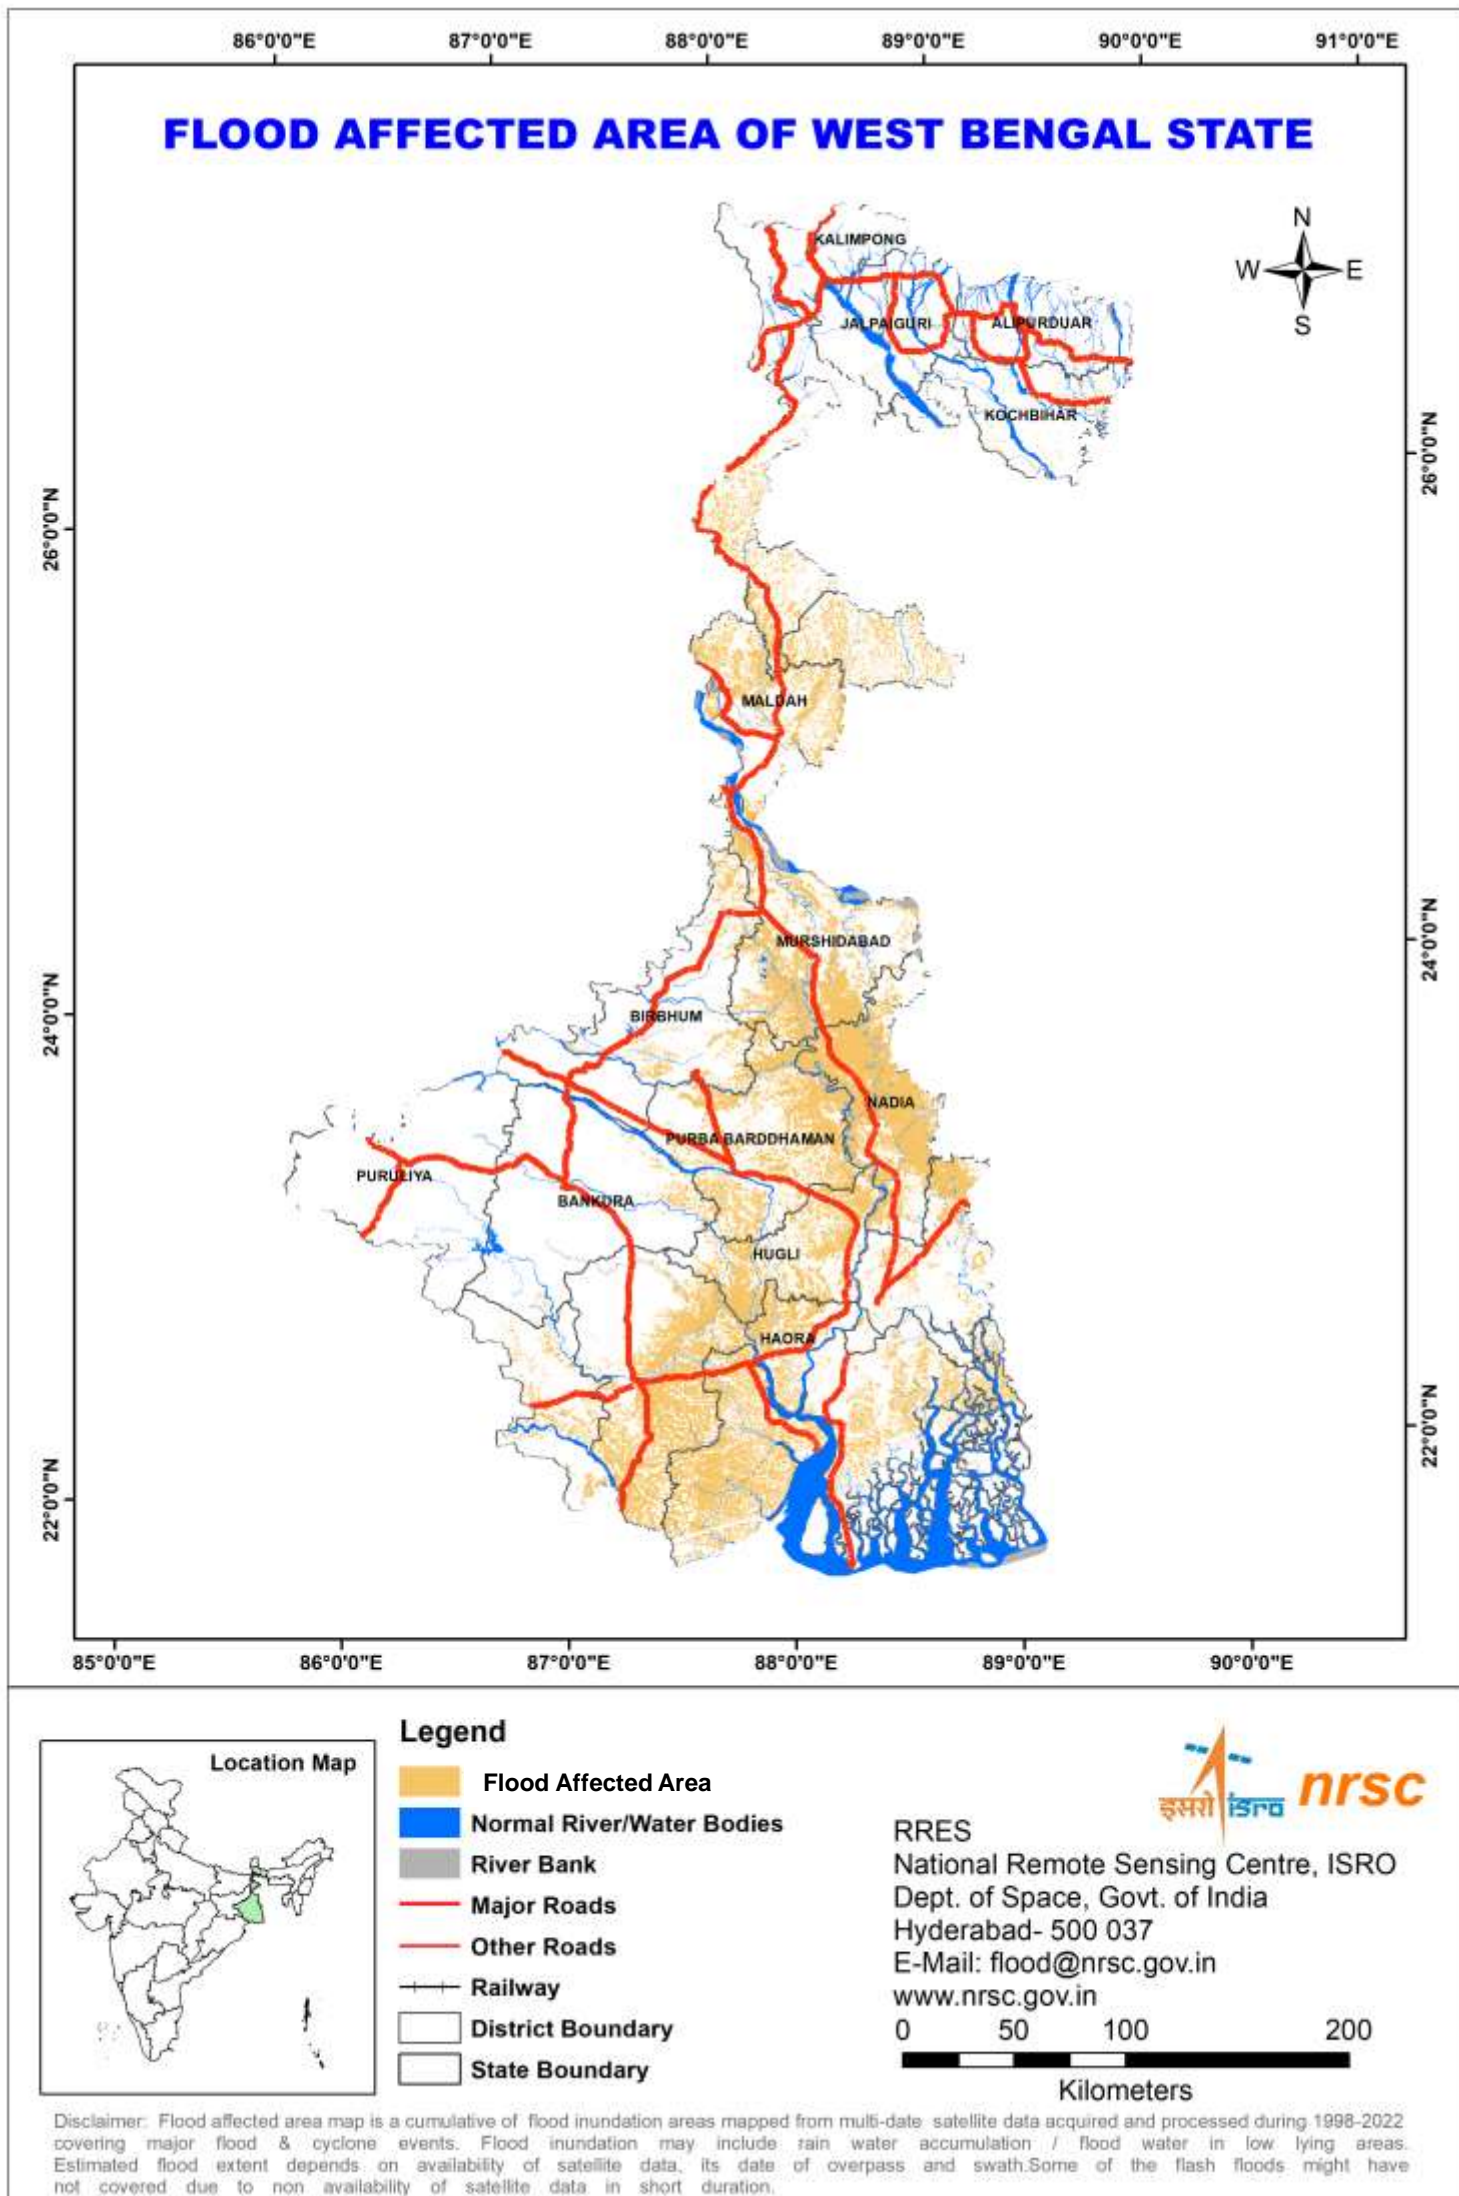 86°0'0"E 87°0'0"E 88°0'0"E 89°0'0"E 90°0'0"E 91°0'0"E
FLOOD AFFECTED AREA OF WEST BENGAL STATE
N
W E
S
KALIMPONG
JALPAIGURI
ALIPURDUAR
KOCHBIHAR
26°0'0"N
26°0'0"N
MALDAH
MURSHIDABAD
24°0'0"N
24°0'0"N
BIRBHUM
NADIA
PURBA BARDDHAMAN
PURULIYA
BANKURA
HUGLI
HAORA
22°0'0"N
22°0'0"N
85°0'0"E 86°0'0"E 87°0'0"E 88°0'0"E 89°0'0"E 90°0'0"E
Location Map
Legend
Flood Affected Area
Normal River/Water Bodies
River Bank
Major Roads
Other Roads
Railway
District Boundary
State Boundary
इसरो isro nrsc
RRES
National Remote Sensing Centre, ISRO
Dept. of Space, Govt. of India
Hyderabad- 500 037
E-Mail: flood@nrsc.gov.in
www.nrsc.gov.in
0 50 100 200
Kilometers
Disclaimer: Flood affected area map is a cumulative of flood inundation areas mapped from multi-date satellite data acquired and processed during 1998-2022
covering major flood & cyclone events. Flood inundation may include rain water accumulation / flood water in low lying areas.
Estimated flood extent depends on availability of satellite data, its date of overpass and swath.Some of the flash floods might have
not covered due to non availability of satellite data in short duration.